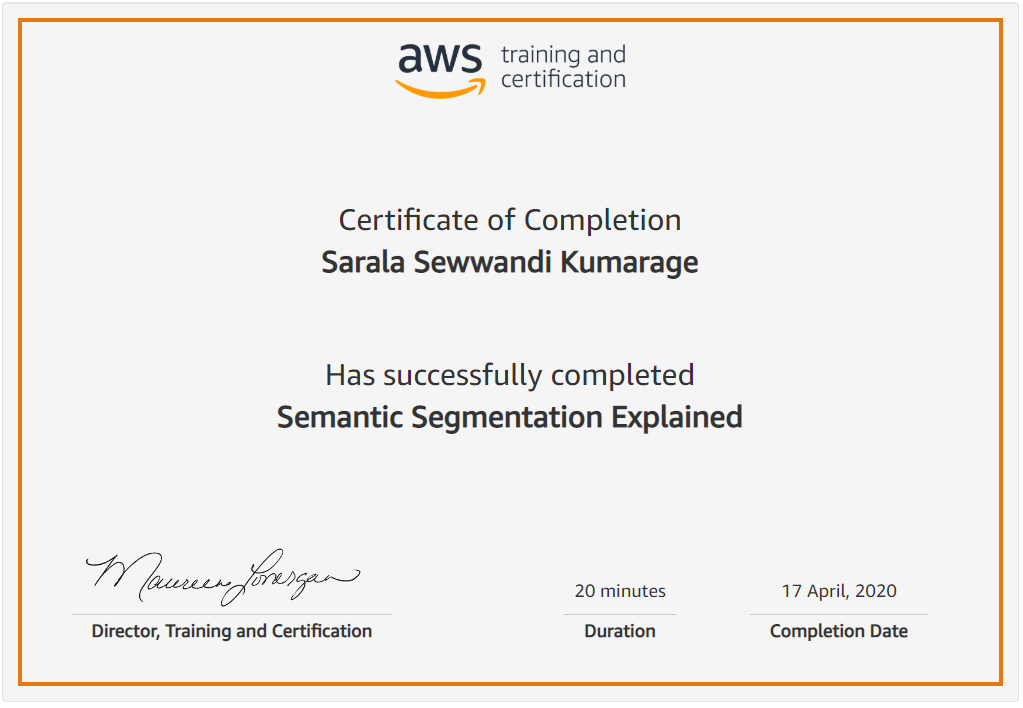 aws training and
certification
Certificate of Completion
Sarala Sewwandi Kumarage
Has successfully completed
Semantic Segmentation Explained
Maureen Lonergan
20 minutes
17 April, 2020
Director, Training and Certification
Duration
Completion Date